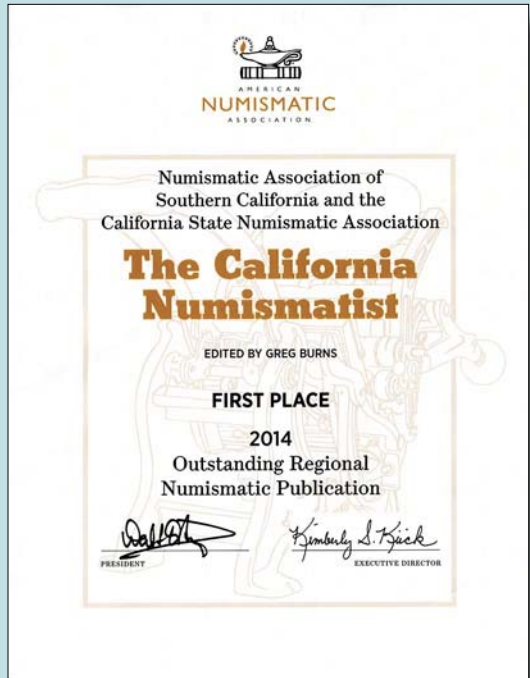 AMERICAN
NUMISMATIC
ASSOCIATION
Numismatic Association of
Southern California and the
California State Numismatic Association
The California
Numismatist
EDITED BY GREG BURNS
FIRST PLACE
2014
Outstanding Regional
Numismatic Publication
Kimberly S. Kiick
PRESIDENT
EXECUTIVE DIRECTOR